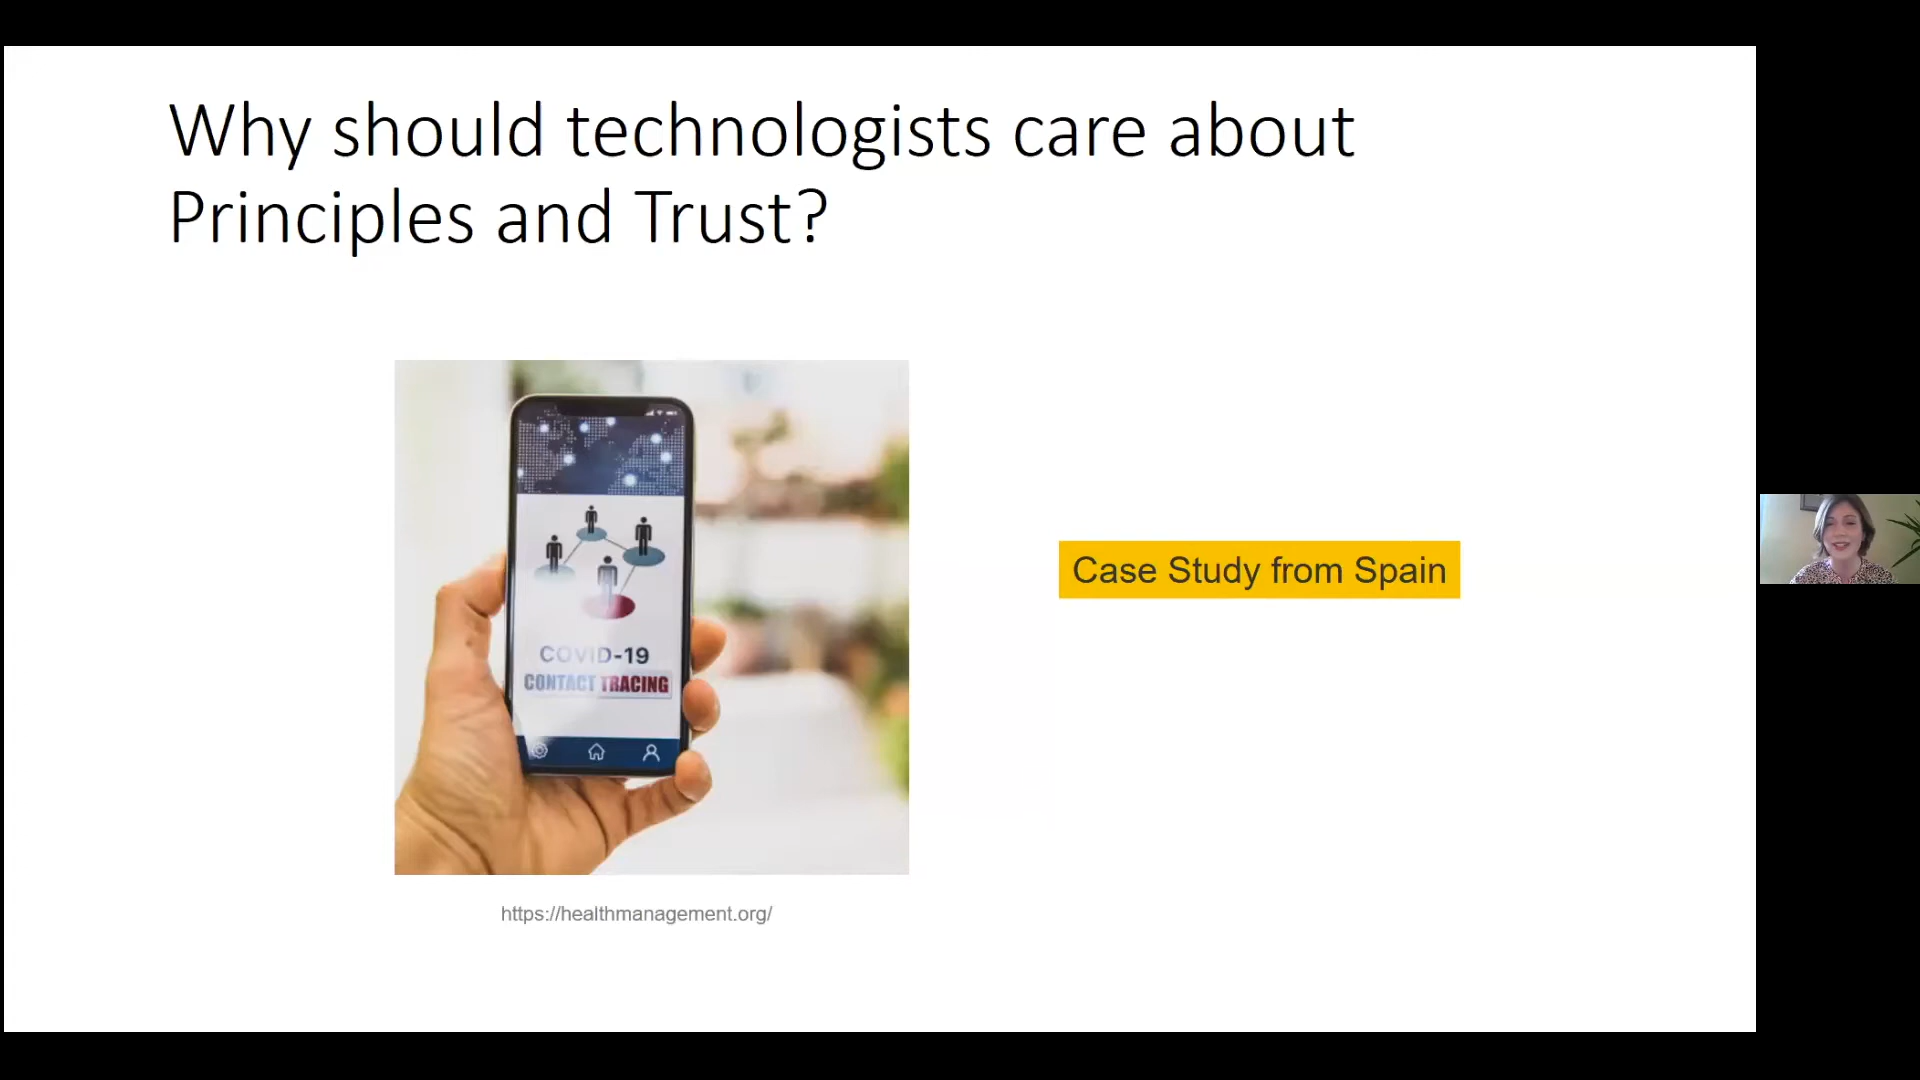 Why should technologists care about
Principles and Trust?
COVID-19
CONTACT TRACING
Case Study from Spain
https://healthmanagement.org/